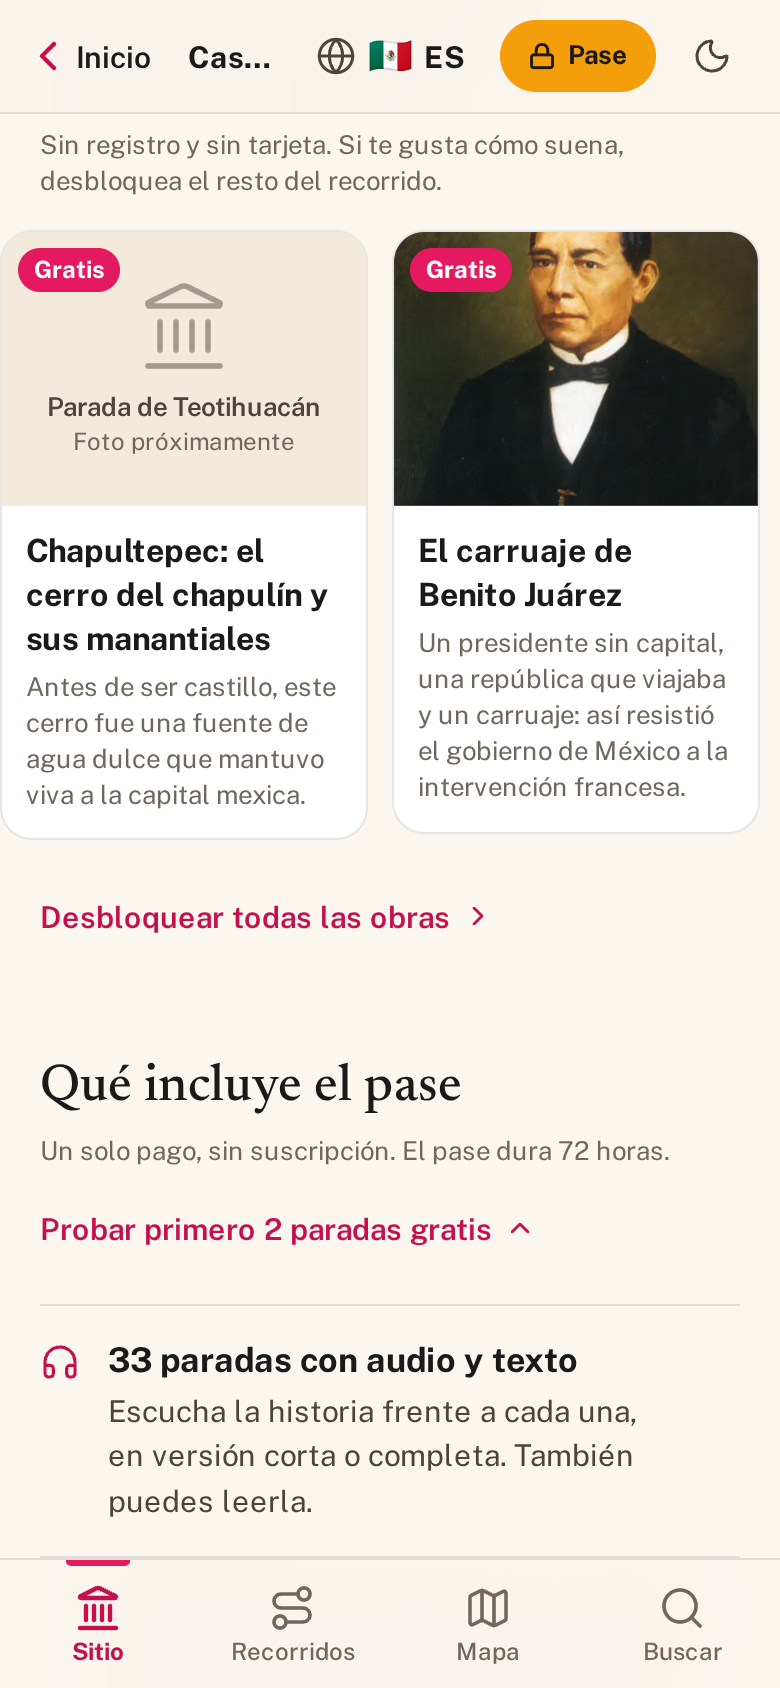 Inicio
Cas...
ES
Pase
Sin registro y sin tarjeta. Si te gusta cómo suena,
desbloquea el resto del recorrido.
Gratis
Parada de Teotihuacán
Foto próximamente
Chapultepec: el
cerro del chapulín y
sus manantiales
Antes de ser castillo, este
cerro fue una fuente de
agua dulce que mantuvo
viva a la capital mexica.
Gratis
El carruaje de
Benito Juárez
Un presidente sin capital,
una república que viajaba
y un carruaje: así resistió
el gobierno de México a la
intervención francesa.
Desbloquear todas las obras
Qué incluye el pase
Un solo pago, sin suscripción. El pase dura 72 horas.
Probar primero 2 paradas gratis
33 paradas con audio y texto
Escucha la historia frente a cada una,
en versión corta o completa. También
puedes leerla.
Sitio
Recorridos
Mapa
Buscar